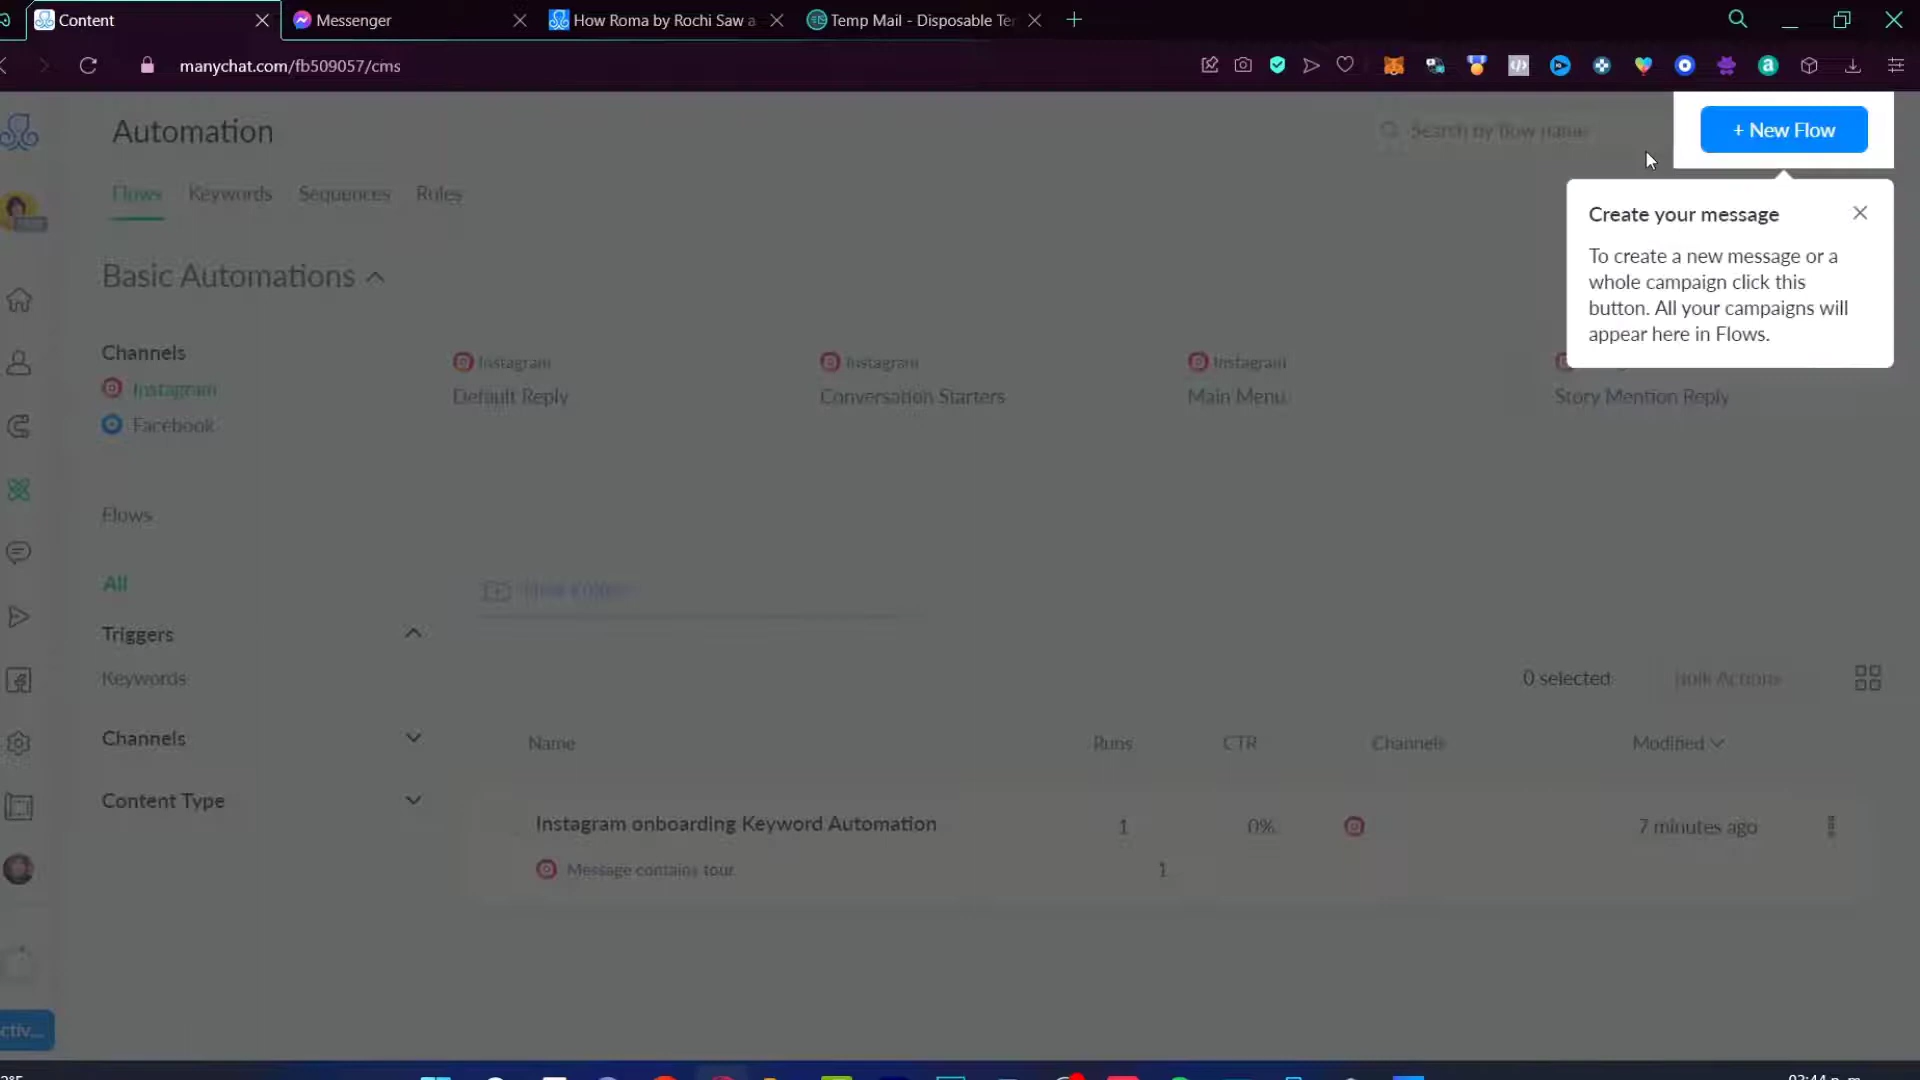 Content
Messenger
How Roma by Rochi Saw a
Temp Mail - Disposable Te
manychat.com/fb509057/cms
Automation
Search by flow name
+ New Flow
Flows
Keywords
Sequences
Rules
Create your message
To create a new message or a
whole campaign click this
button. All your campaigns will
appear here in Flows.
Basic Automations
Channels
Instagram
Facebook
Instagram
Default Reply
Instagram
Conversation Starters
Instagram
Main Menu
Story Mention Reply
Flows
All
New Folder
Triggers
Keywords
Channels
Content Type
0 selected
Bulk Actions
Name
Runs
CTR
Channels
Modified
Instagram onboarding Keyword Automation
1
0%
7 minutes ago
Message contains tour
1